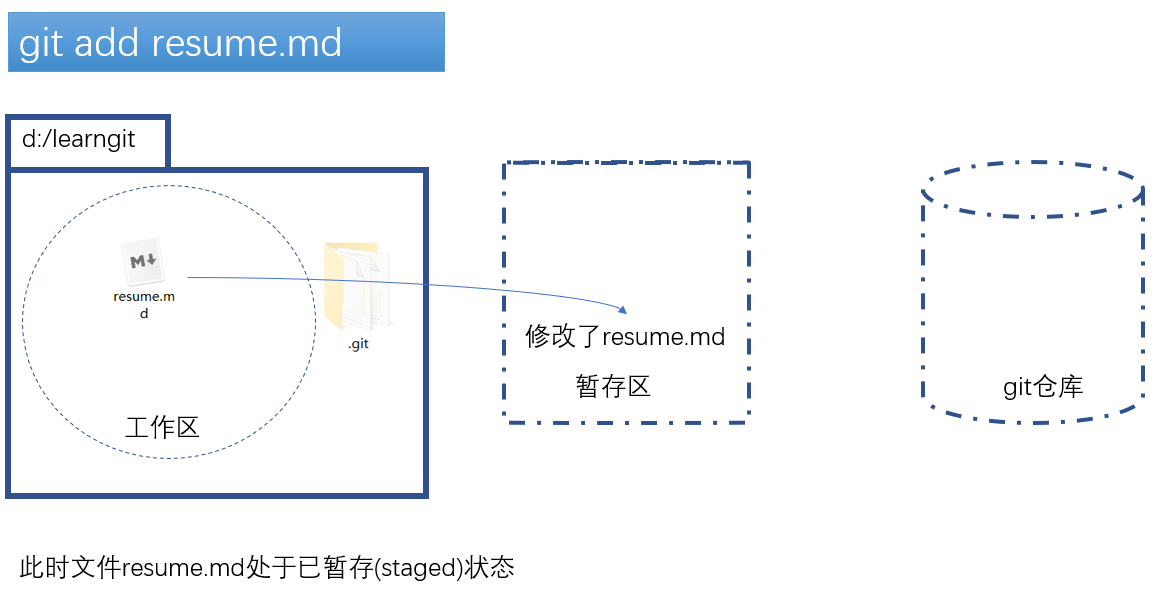 git add resume.md
d:/learngit
resume.m
d
.git
工作区
修改了resume.md
暂存区
git仓库
此时文件resume.md处于已暂存(staged)状态